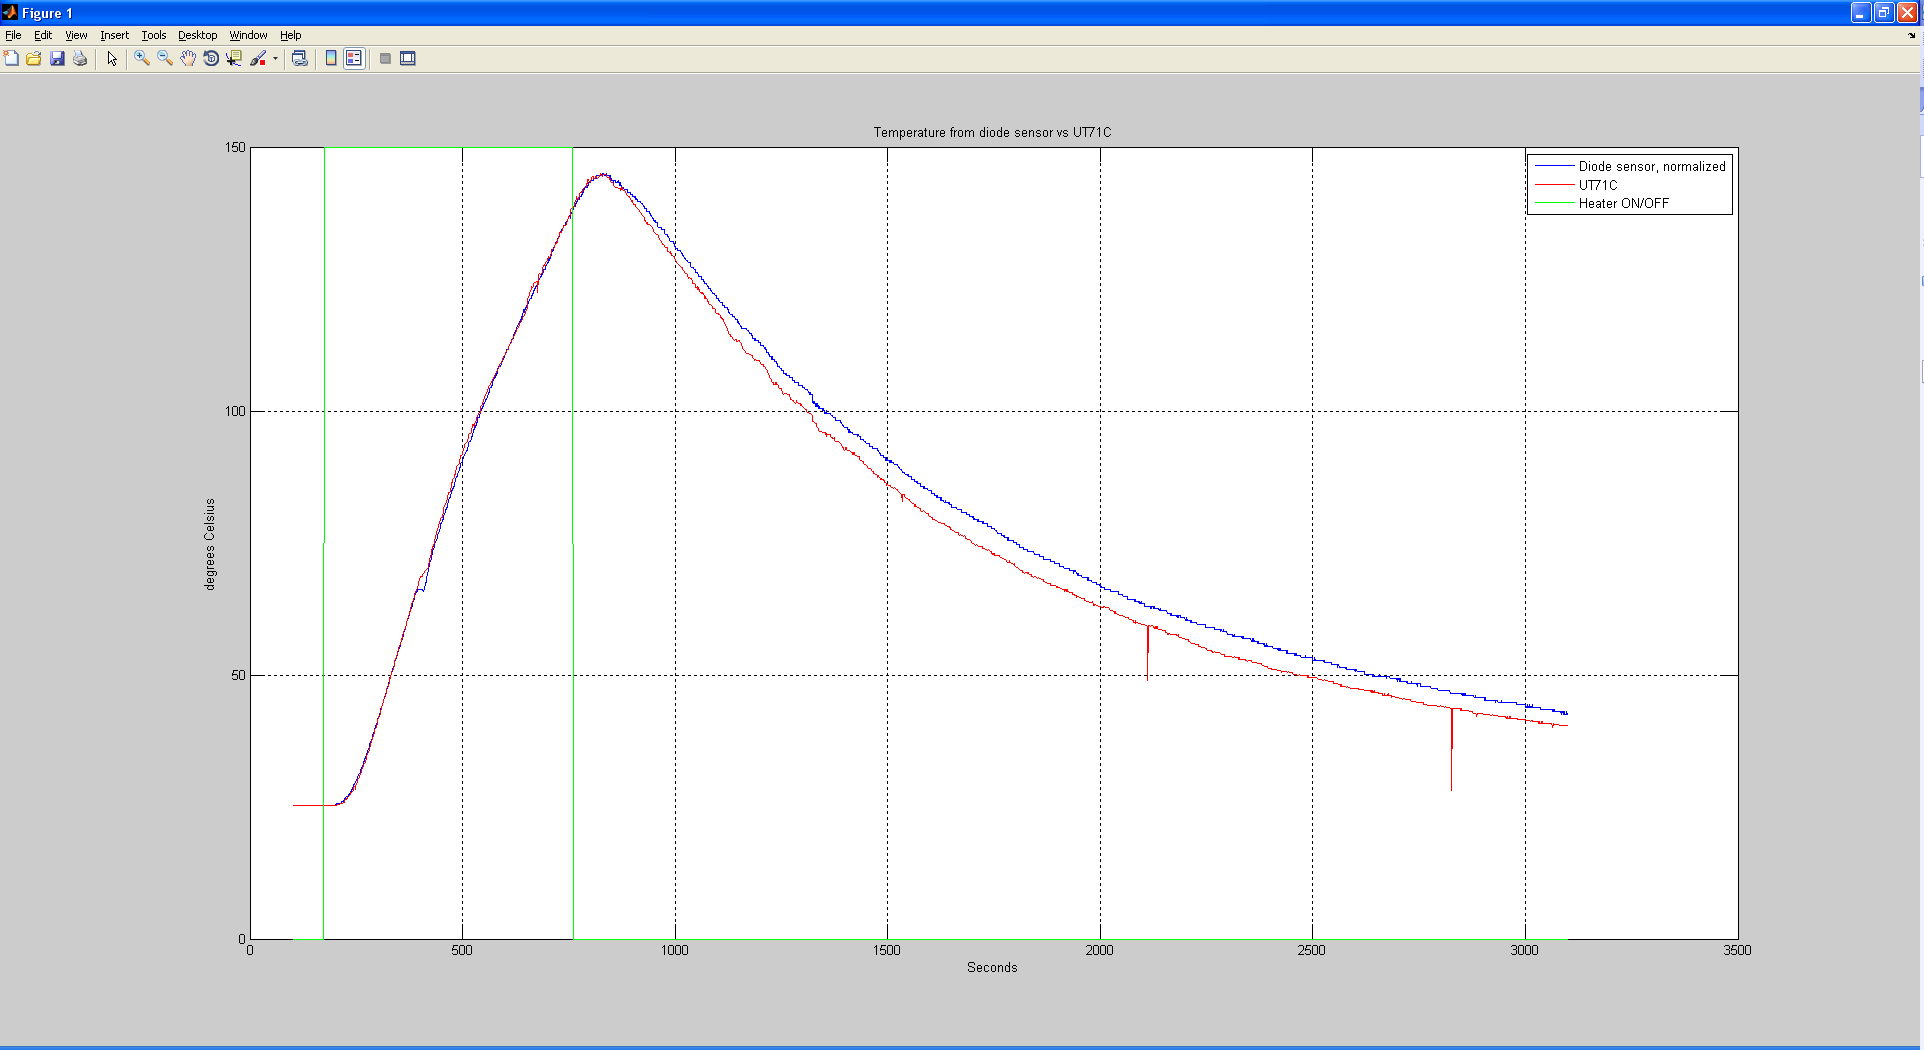 Figure 1
File Edit View Insert Tools Desktop Window Help
Temperature from diode sensor vs UT71C
150
100
50
0
degrees Celsius
Diode sensor, normalized
UT71C
Heater ON/OFF
0 500 1000 1500 2000 2500 3000 3500
Seconds